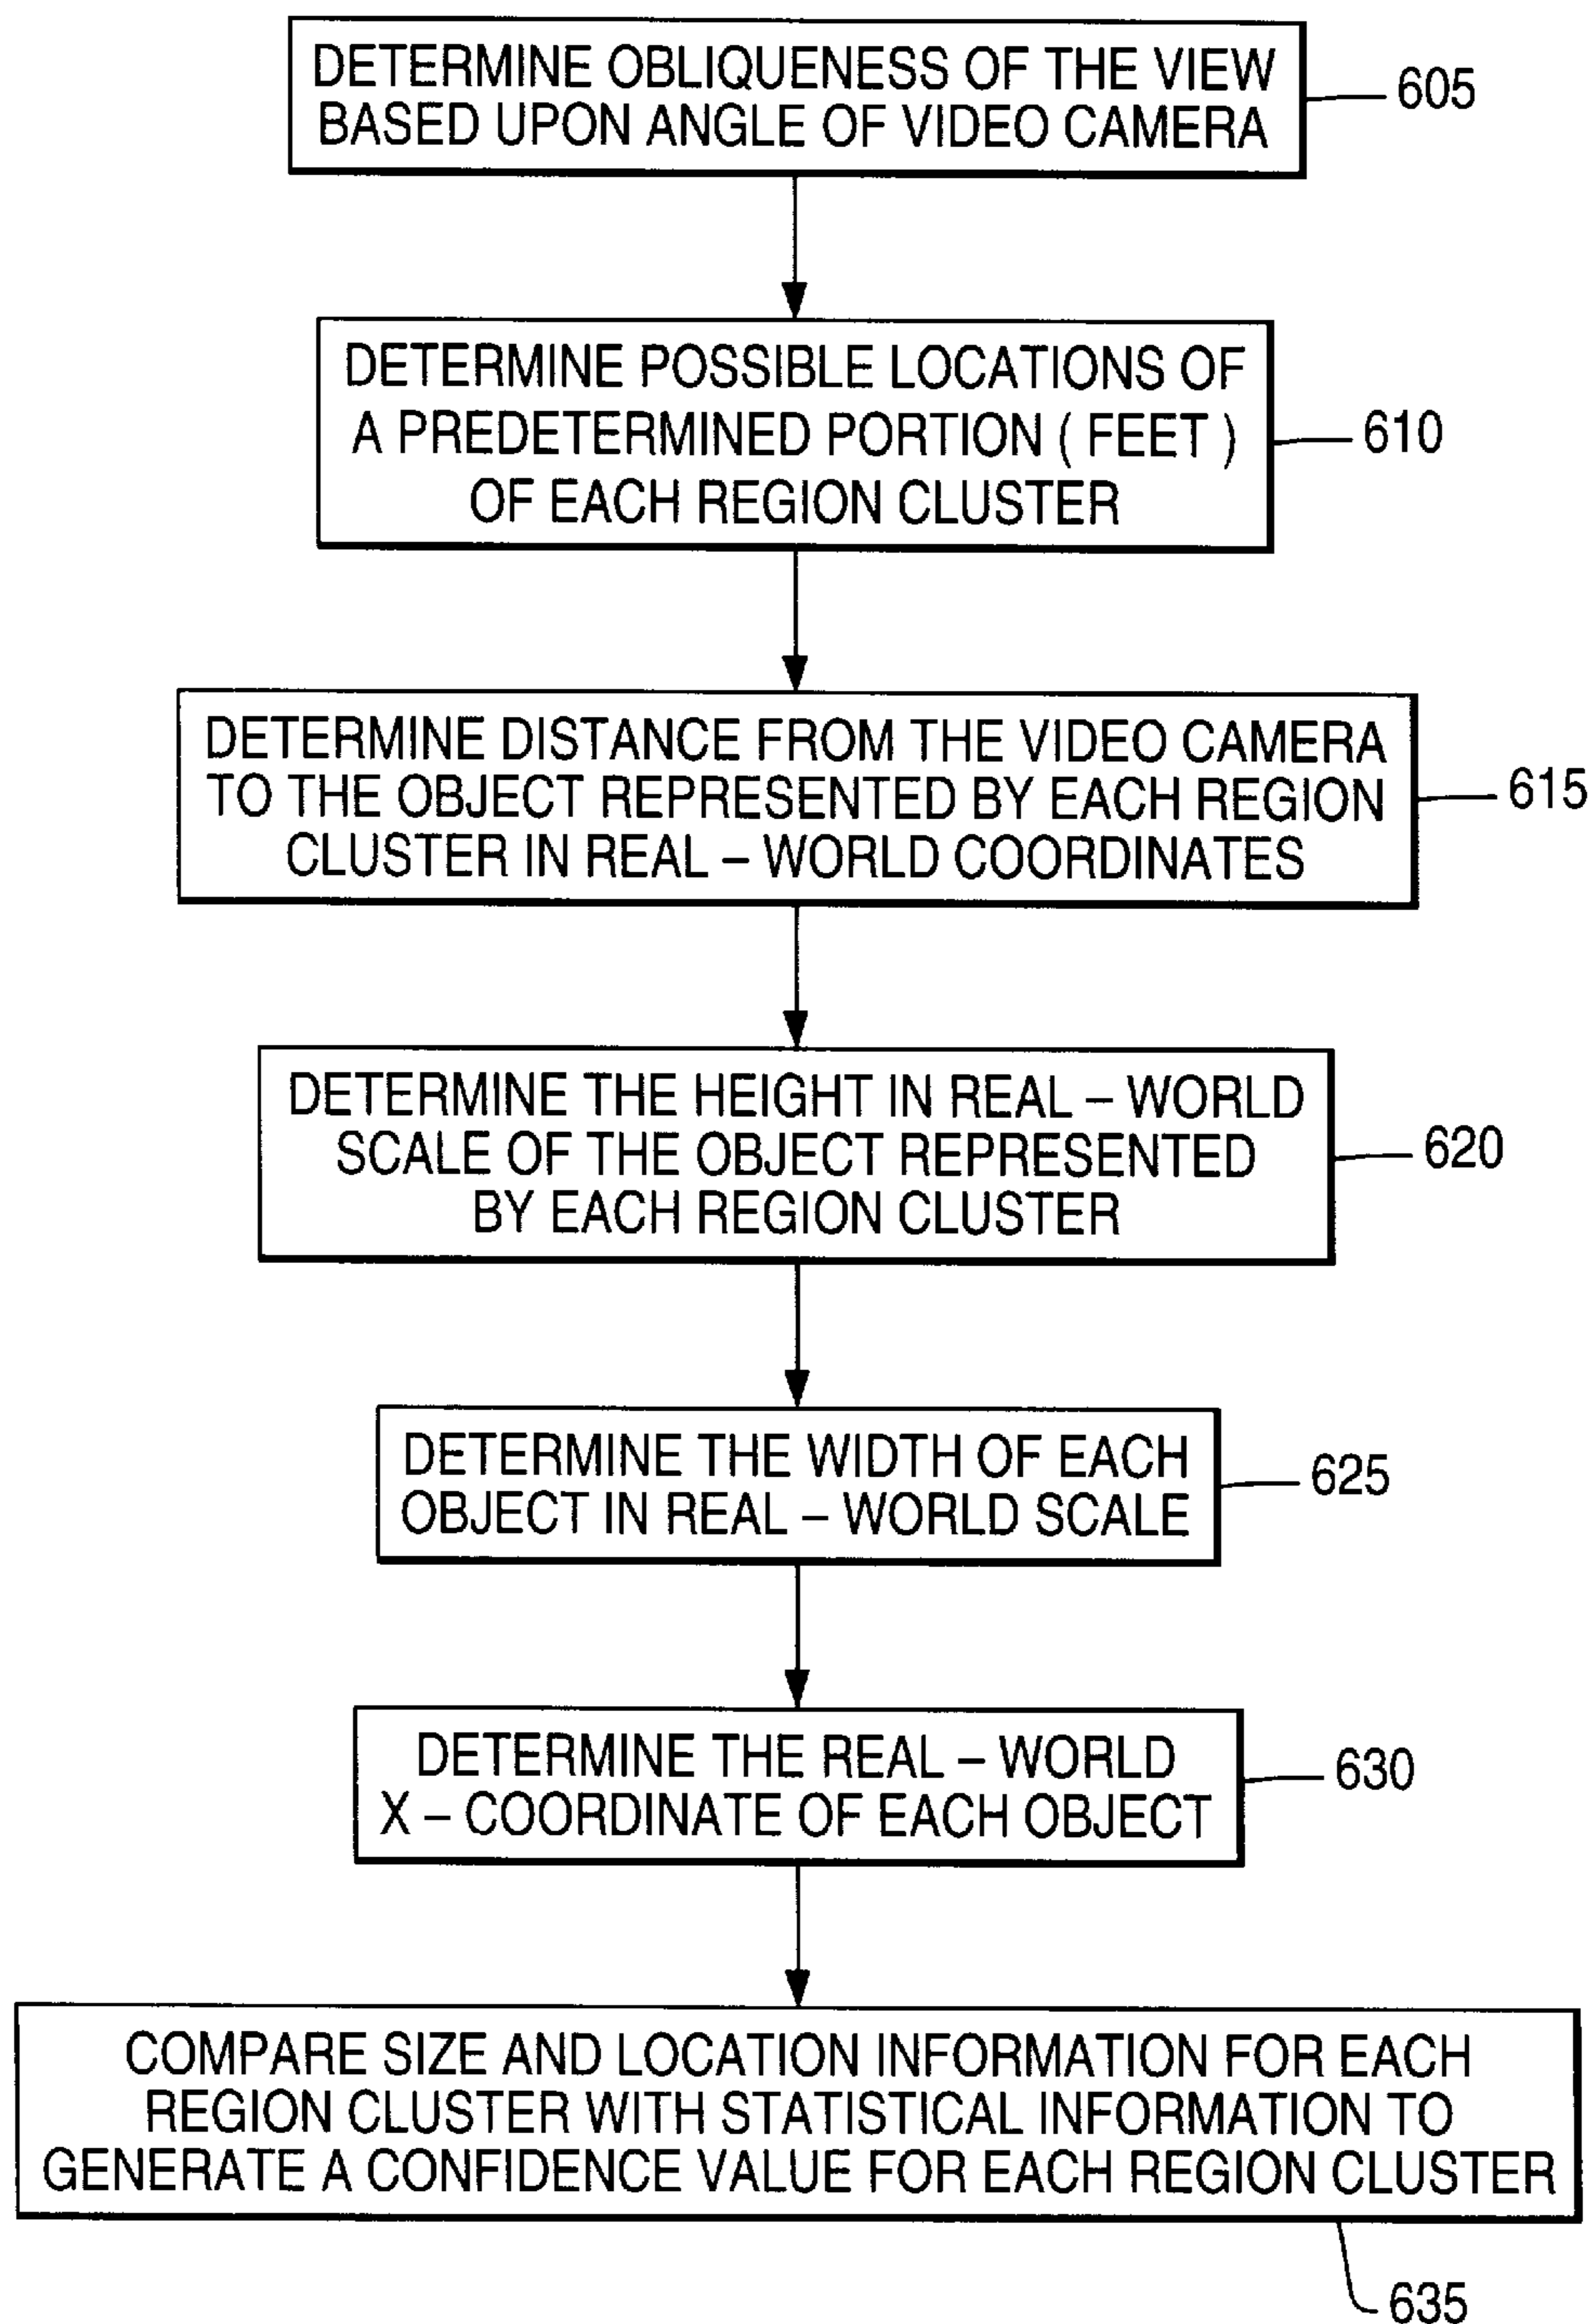 DETERMINE OBLIQUENESS OF THE VIEW
BASED UPON ANGLE OF VIDEO CAMERA
605
DETERMINE POSSIBLE LOCATIONS OF
A PREDETERMINED PORTION ( FEET )
OF EACH REGION CLUSTER
610
DETERMINE DISTANCE FROM THE VIDEO CAMERA
TO THE OBJECT REPRESENTED BY EACH REGION
CLUSTER IN REAL – WORLD COORDINATES
615
DETERMINE THE HEIGHT IN REAL – WORLD
SCALE OF THE OBJECT REPRESENTED
BY EACH REGION CLUSTER
620
DETERMINE THE WIDTH OF EACH
OBJECT IN REAL – WORLD SCALE
625
DETERMINE THE REAL – WORLD
X – COORDINATE OF EACH OBJECT
630
COMPARE SIZE AND LOCATION INFORMATION FOR EACH
REGION CLUSTER WITH STATISTICAL INFORMATION TO
GENERATE A CONFIDENCE VALUE FOR EACH REGION CLUSTER
635